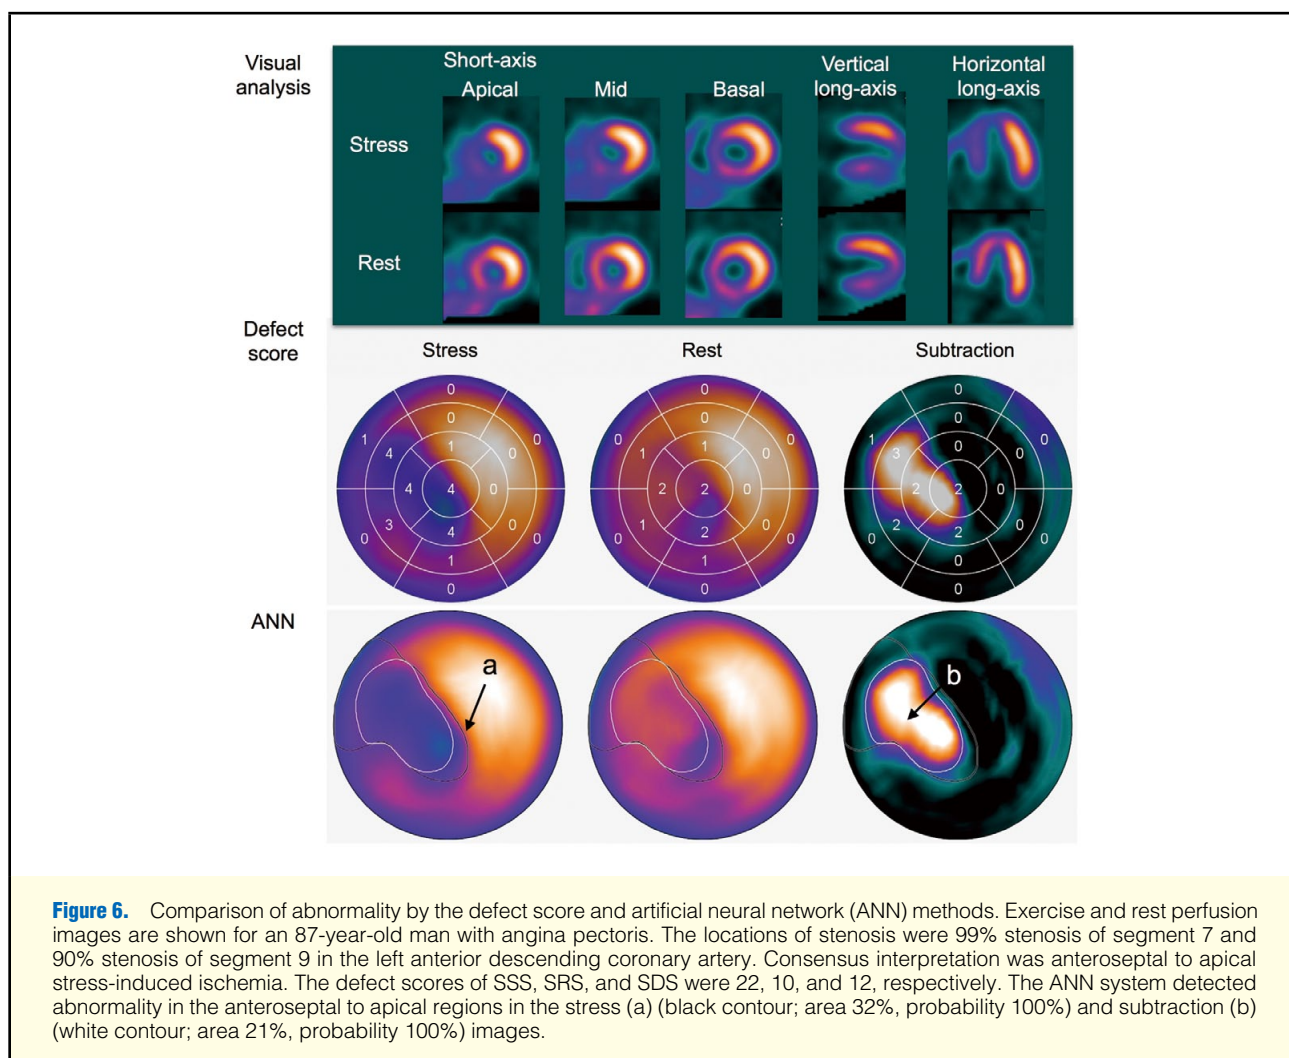 Visual
analysis
Short-axis
Apical
Mid
Basal
Vertical
long-axis
Horizontal
long-axis
Stress
Rest
Defect
score
Stress
Rest
Subtraction
0 0 0
0 0 0
1 1 0 0 1 0 1 0 0
4 0 1 0 3 0
4 4 0 2 2 0 2 2 0
3 0 1 0 2 0
0 4 0 0 2 0 0 2 0
1 1 0
0 0 0
ANN
a
b
Figure 6. Comparison of abnormality by the defect score and artificial neural network (ANN) methods. Exercise and rest perfusion
images are shown for an 87-year-old man with angina pectoris. The locations of stenosis were 99% stenosis of segment 7 and
90% stenosis of segment 9 in the left anterior descending coronary artery. Consensus interpretation was anteroseptal to apical
stress-induced ischemia. The defect scores of SSS, SRS, and SDS were 22, 10, and 12, respectively. The ANN system detected
abnormality in the anteroseptal to apical regions in the stress (a) (black contour; area 32%, probability 100%) and subtraction (b)
(white contour; area 21%, probability 100%) images.